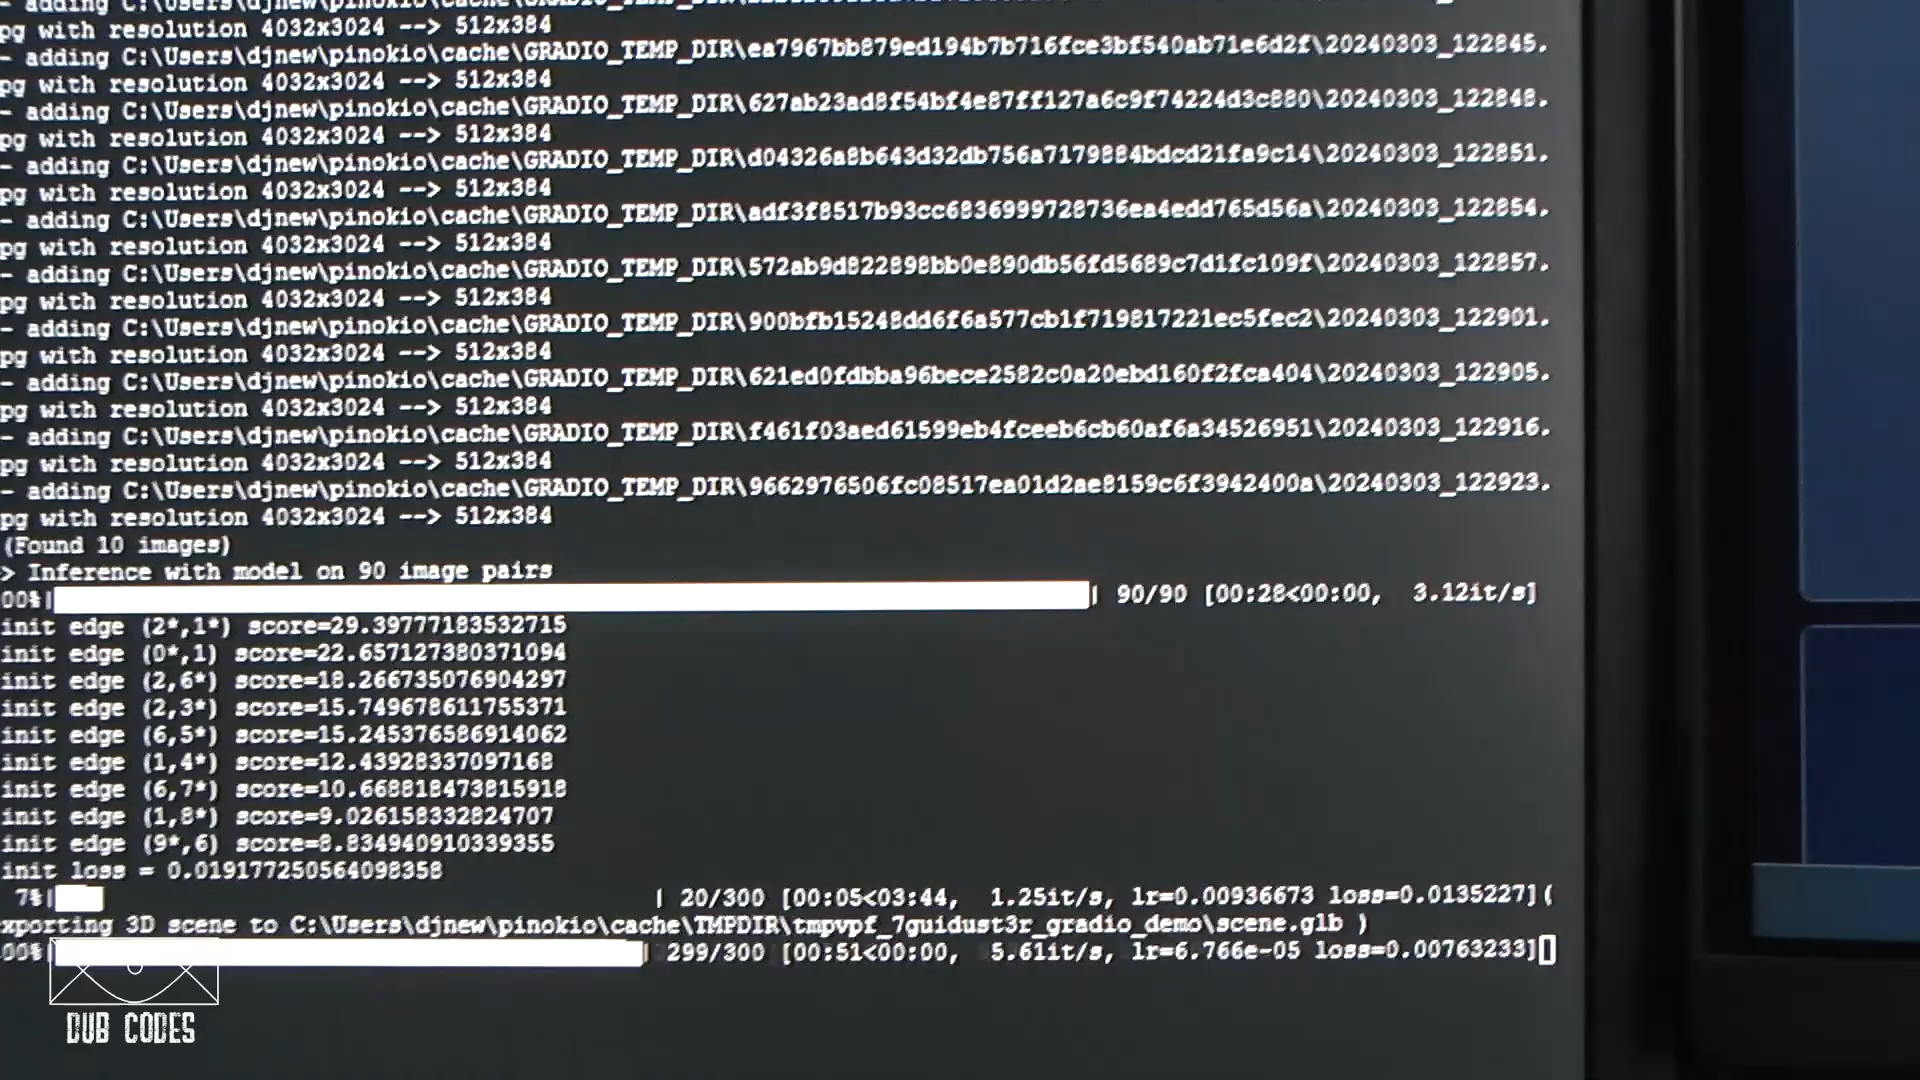 - adding C:\Users\djnew\pinokio\cache\GRADIO_TEMP_DIR\
pg with resolution 4032x3024 --> 512x384
- adding C:\Users\djnew\pinokio\cache\GRADIO_TEMP_DIR\ea7967bb879ed194b7b716fce3bf540ab71e6d2f\20240303_122845.
pg with resolution 4032x3024 --> 512x384
- adding C:\Users\djnew\pinokio\cache\GRADIO_TEMP_DIR\627ab23ad8f54bf4e87ff127a6c9f74224d3c880\20240303_122848.
pg with resolution 4032x3024 --> 512x384
- adding C:\Users\djnew\pinokio\cache\GRADIO_TEMP_DIR\d04326a8b643d32db756a7179884bdcd21fa9c14\20240303_122851.
pg with resolution 4032x3024 --> 512x384
- adding C:\Users\djnew\pinokio\cache\GRADIO_TEMP_DIR\adf3f8517b93cc6836999728736ea4edd765d56a\20240303_122854.
pg with resolution 4032x3024 --> 512x384
- adding C:\Users\djnew\pinokio\cache\GRADIO_TEMP_DIR\572ab9d822898bb0e890db56fd5689c7d1fc109f\20240303_122857.
pg with resolution 4032x3024 --> 512x384
- adding C:\Users\djnew\pinokio\cache\GRADIO_TEMP_DIR\900bfb15248dd6f6a577cb1f719817221ec5fec2\20240303_122901.
pg with resolution 4032x3024 --> 512x384
- adding C:\Users\djnew\pinokio\cache\GRADIO_TEMP_DIR\621ed0fdbba96bece2582c0a20ebd160f2fca404\20240303_122905.
pg with resolution 4032x3024 --> 512x384
- adding C:\Users\djnew\pinokio\cache\GRADIO_TEMP_DIR\f461f03aed61599eb4fceeb6cb60af6a34526951\20240303_122916.
pg with resolution 4032x3024 --> 512x384
- adding C:\Users\djnew\pinokio\cache\GRADIO_TEMP_DIR\9662976506fc08517ea01d2ae8159c6f3942400a\20240303_122923.
pg with resolution 4032x3024 --> 512x384
(Found 10 images)
> Inference with model on 90 image pairs
00%| | 90/90 [00:28<00:00, 3.12it/s]
init edge (2*,1*) score=29.39777183532715
init edge (0*,1) score=22.657127380371094
init edge (2,6*) score=18.266735076904297
init edge (2,3*) score=15.749678611755371
init edge (6,5*) score=15.245376586914062
init edge (1,4*) score=12.43928337097168
init edge (6,7*) score=10.668818473815918
init edge (1,8*) score=9.026158332824707
init edge (9*,6) score=8.834940910339355
init loss = 0.019177250564098358
7%| | 20/300 [00:05<03:44, 1.25it/s, lr=0.00936673 loss=0.0135227](
xporting 3D scene to C:\Users\djnew\pinokio\cache\TMPDIR\tmpvpf_7guidust3r_gradio_demo\scene.glb )
00%| | 299/300 [00:51<00:00, 5.61it/s, lr=6.766e-05 loss=0.00763233]
DUB CODES